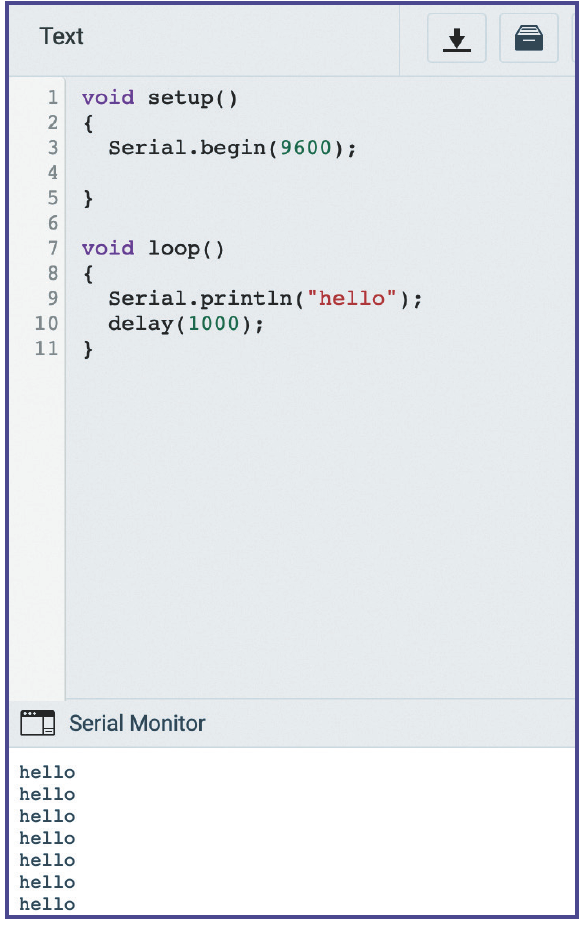 Text
1 void setup()
2 {
3   Serial.begin(9600);
4
5 }
6
7 void loop()
8 {
9   Serial.println("hello");
10   delay(1000);
11 }
Serial Monitor
hello
hello
hello
hello
hello
hello
hello